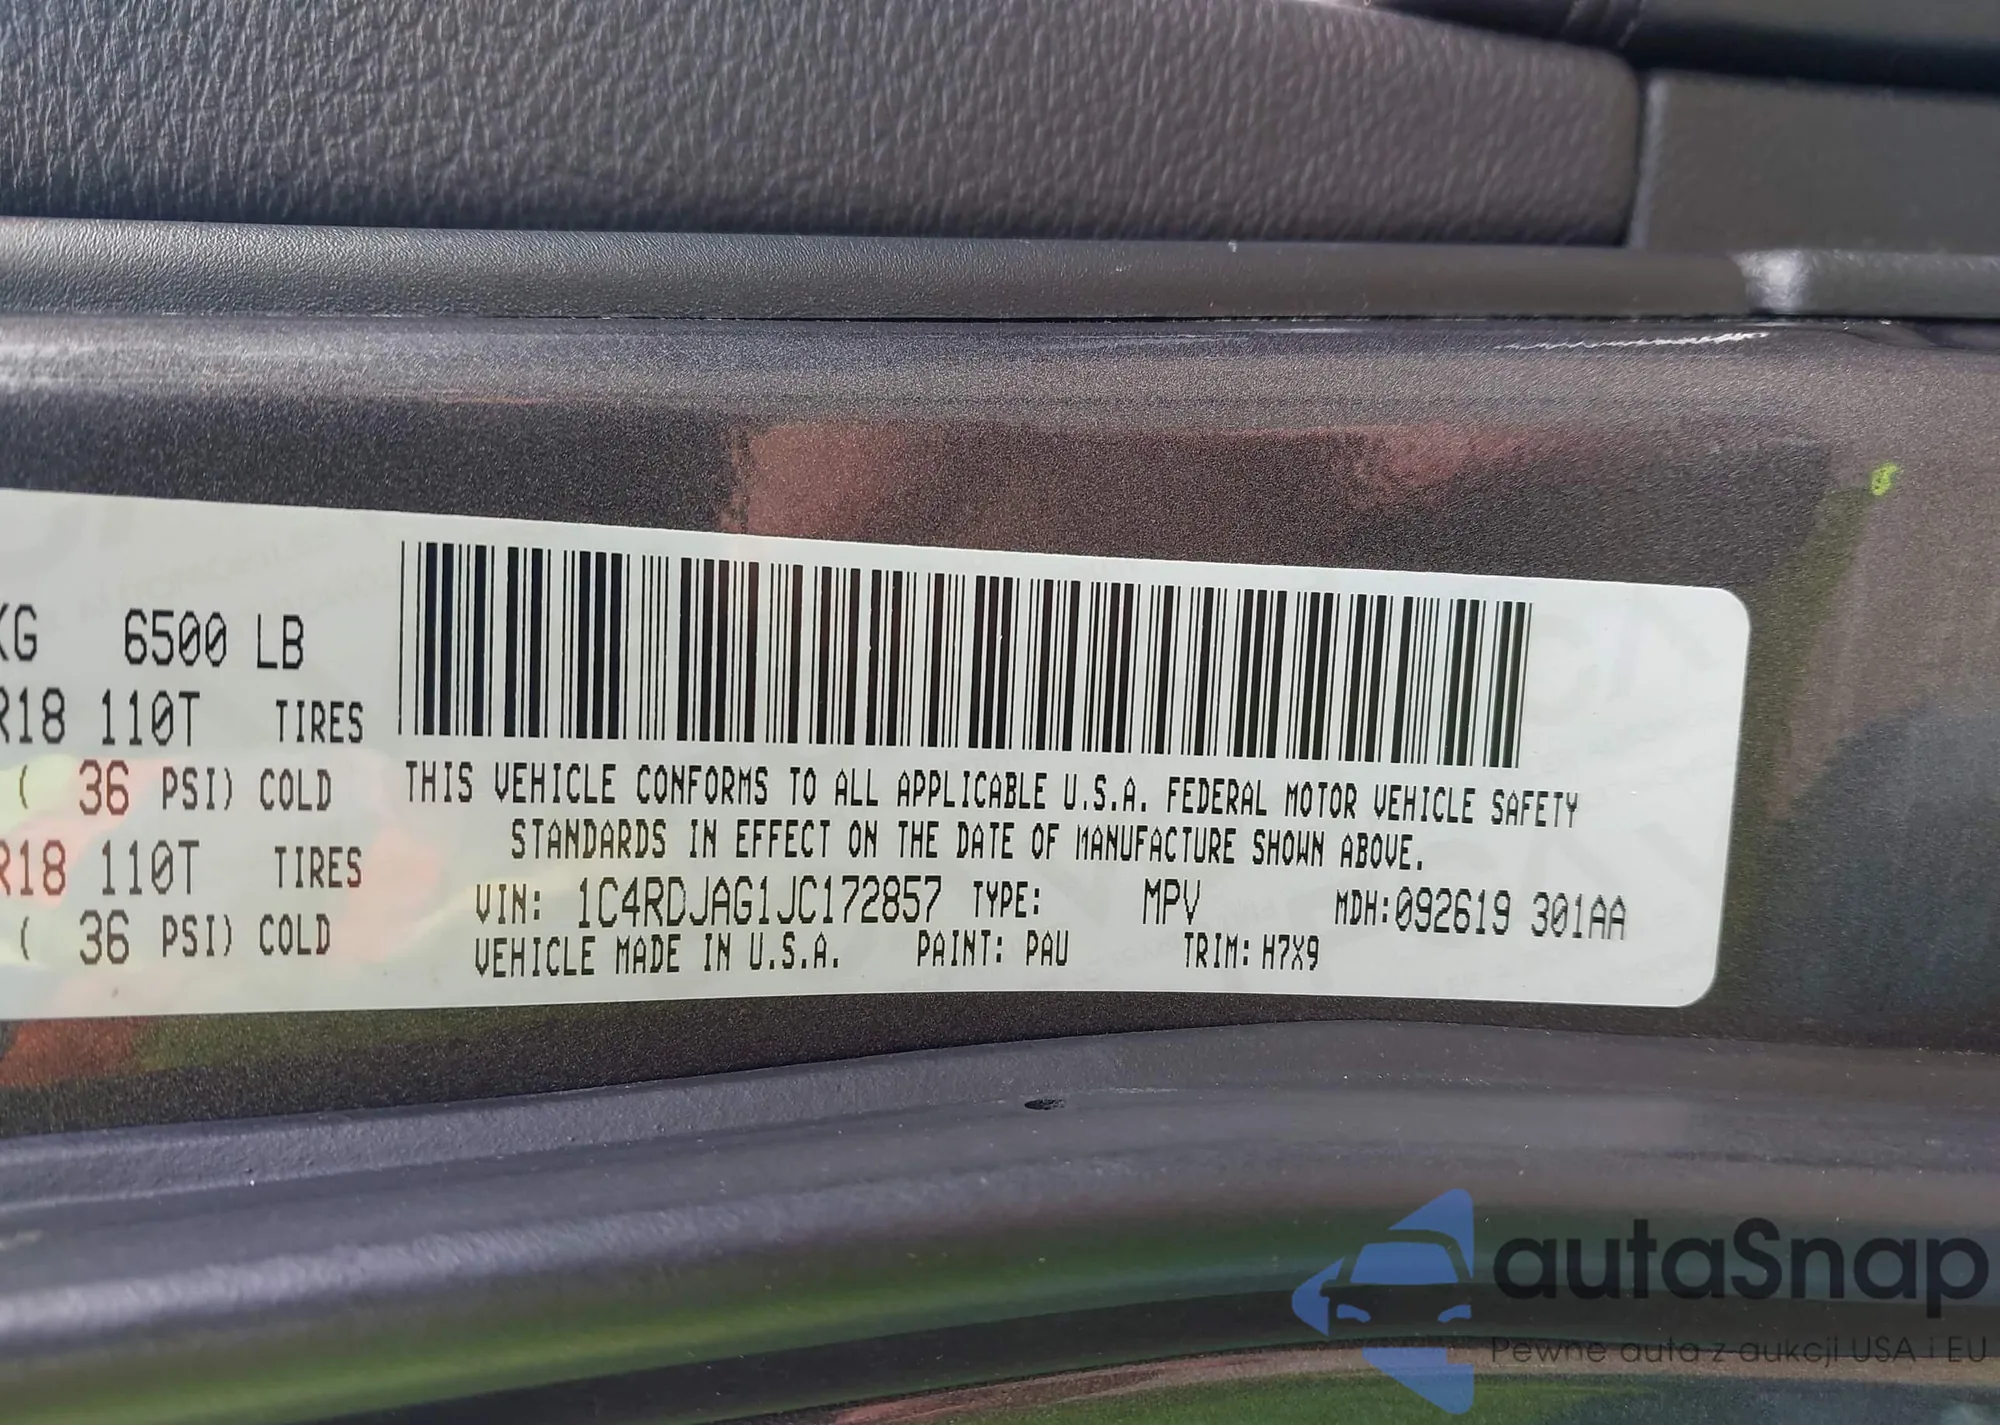 KG 6500 LB
R18 110T TIRES
( 36 PSI) COLD
R18 110T TIRES
( 36 PSI) COLD
THIS VEHICLE CONFORMS TO ALL APPLICABLE U.S.A. FEDERAL MOTOR VEHICLE SAFETY
STANDARDS IN EFFECT ON THE DATE OF MANUFACTURE SHOWN ABOVE.
VIN: 1C4RDJAG1JC172857 TYPE: MPV MDH:092619 301AA
VEHICLE MADE IN U.S.A. PAINT: PAU TRIM: H7X9
autaSnap
Pewne auta z aukcji USA i EU